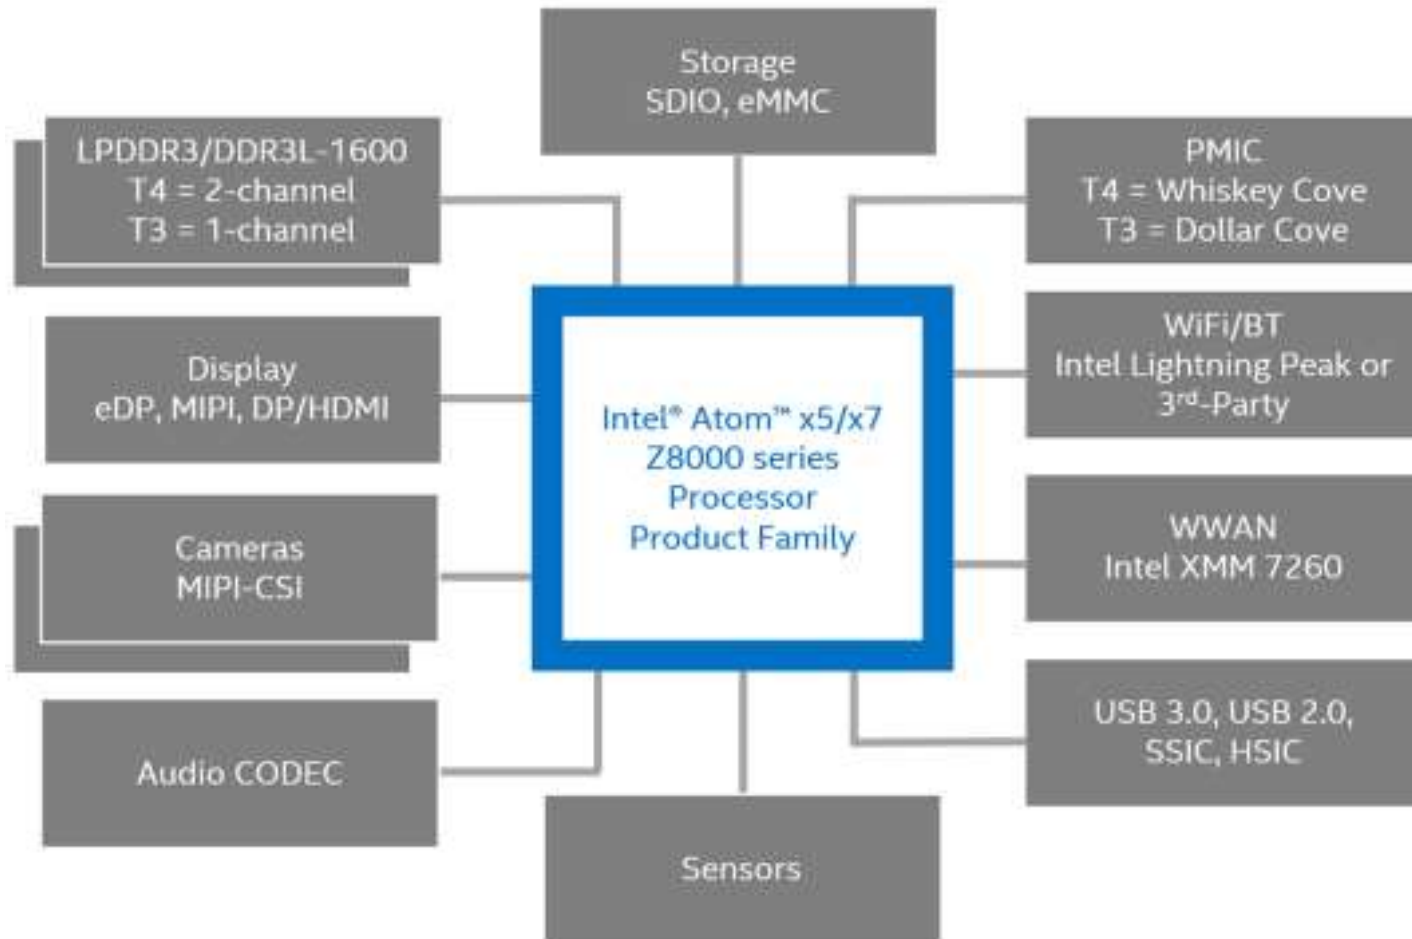 Storage
SDIO, eMMC
LPDDR3/DDR3L-1600
T4 = 2-channel
T3 = 1-channel
PMIC
T4 = Whiskey Cove
T3 = Dollar Cove
Display
eDP, MIPI, DP/HDMI
WiFi/BT
Intel Lightning Peak or
3rd-Party
Intel® Atom™ x5/x7
Z8000 series
Processor
Product Family
Cameras
MIPI-CSI
WWAN
Intel XMM 7260
Audio CODEC
USB 3.0, USB 2.0,
SSIC, HSIC
Sensors